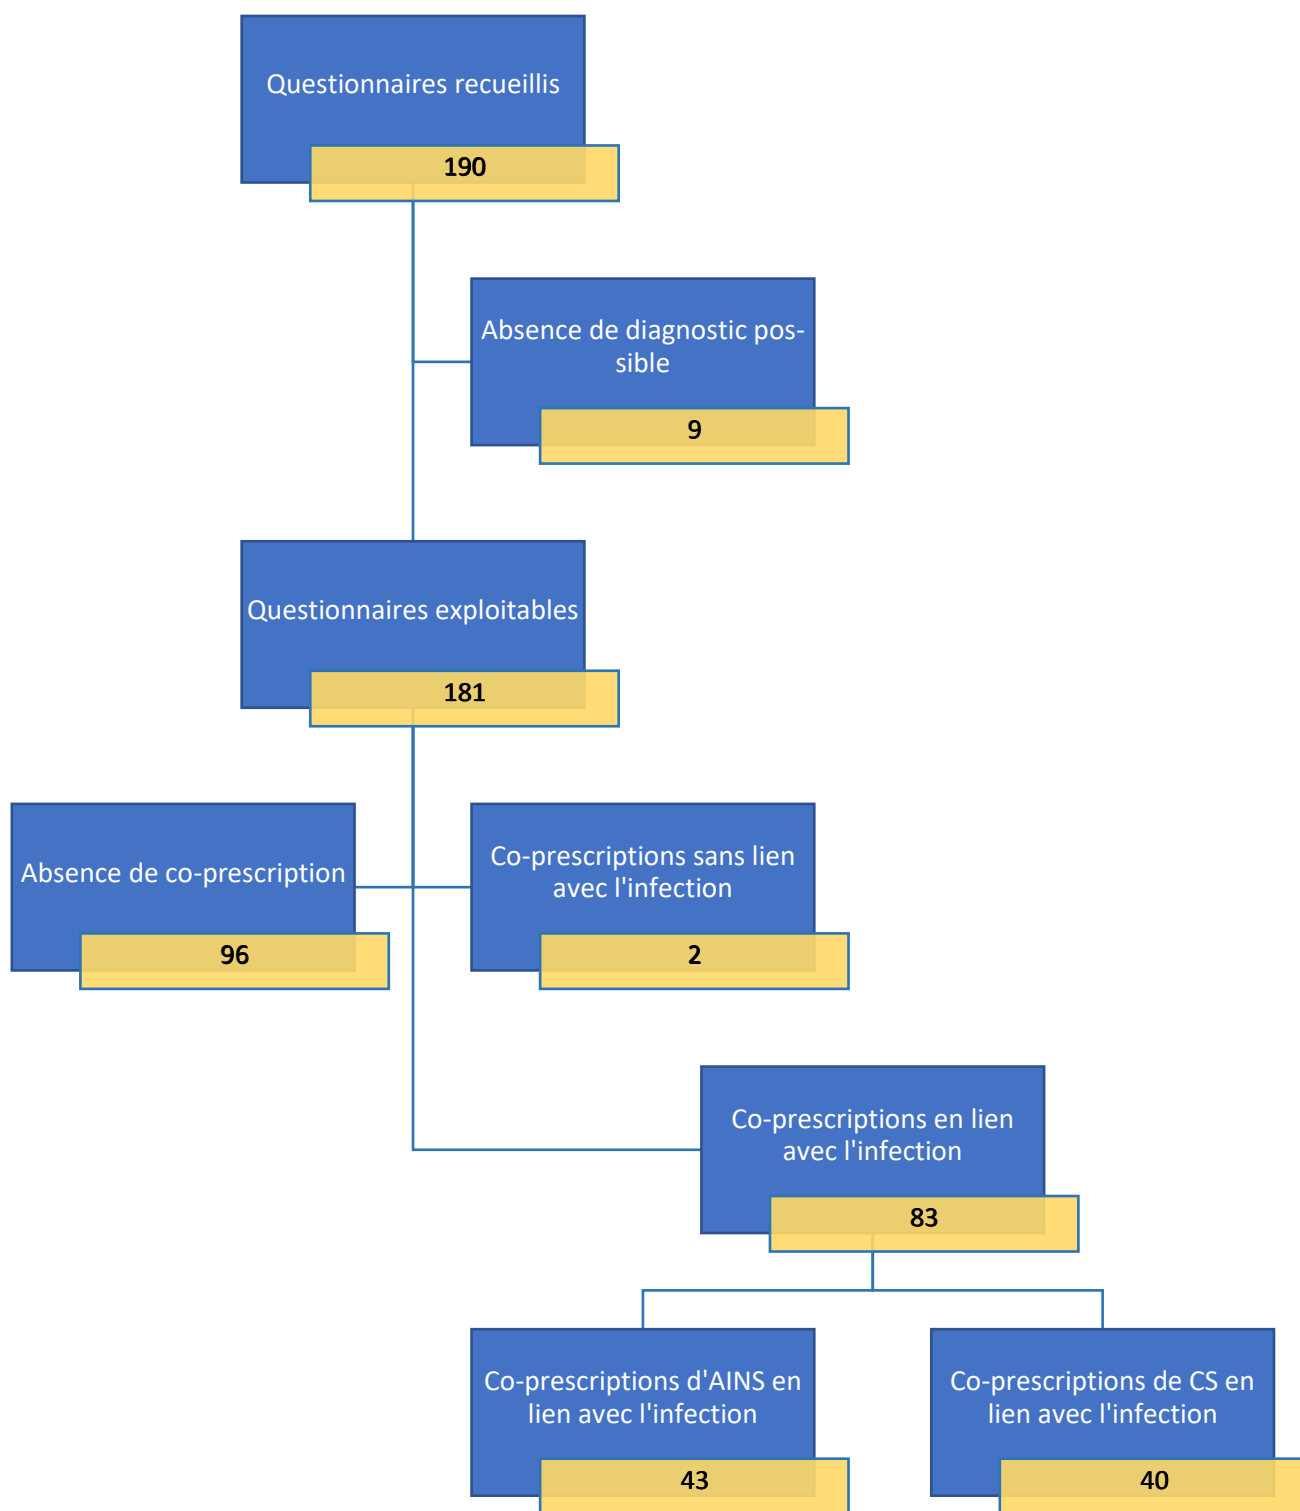 Questionnaires recueillis
190
Absence de diagnostic pos-
sible
9
Questionnaires exploitables
181
Absence de co-prescription
96
Co-prescriptions sans lien
avec l'infection
2
Co-prescriptions en lien
avec l'infection
83
Co-prescriptions d'AINS en
lien avec l'infection
43
Co-prescriptions de CS en
lien avec l'infection
40